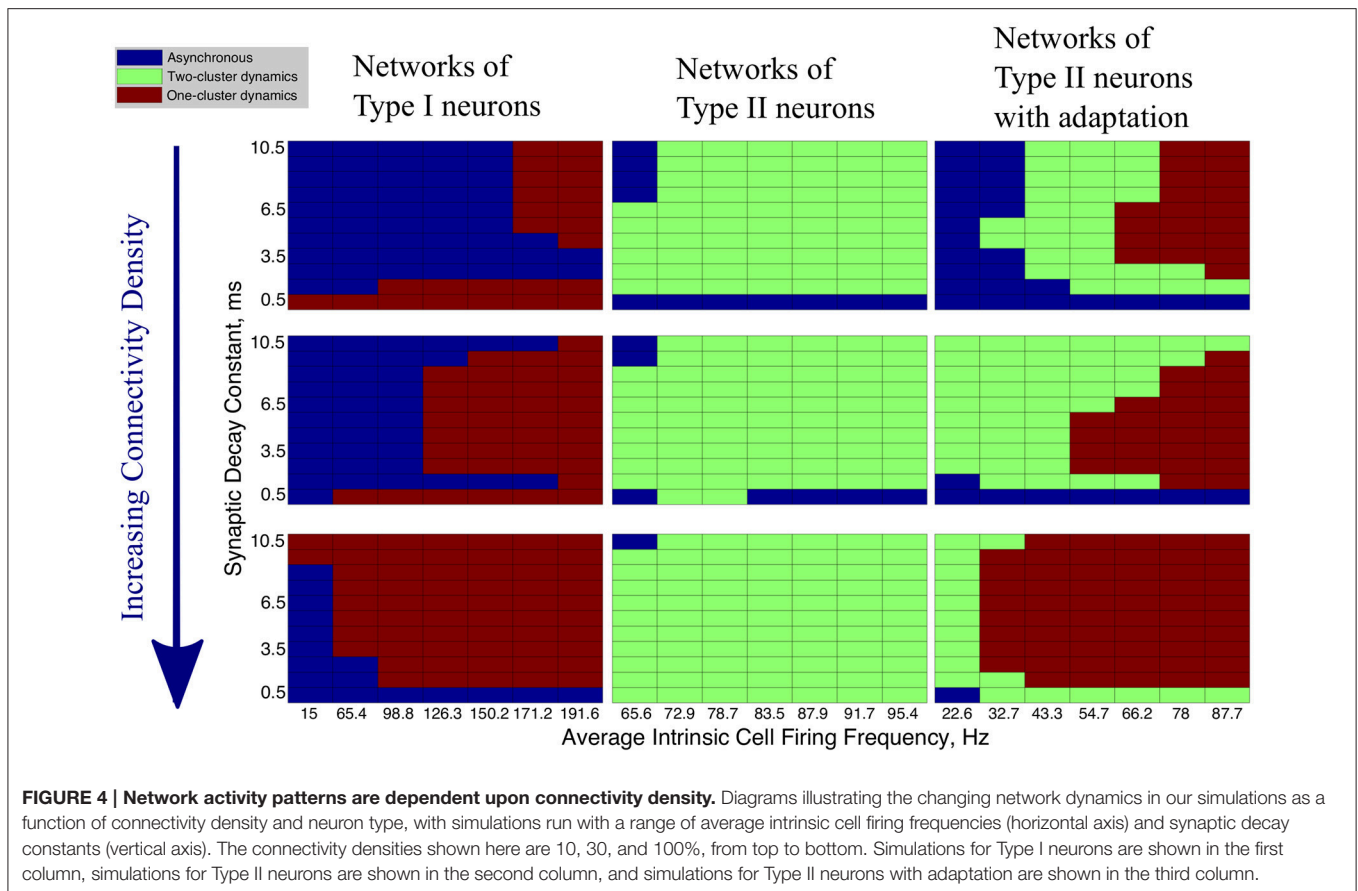 Asynchronous
Two-cluster dynamics
One-cluster dynamics
Networks of
Type I neurons
Networks of
Type II neurons
Networks of
Type II neurons
with adaptation
Increasing Connectivity Density
Synaptic Decay Constant, ms
10.5
6.5
3.5
0.5
10.5
6.5
3.5
0.5
10.5
6.5
3.5
0.5
15 65.4 98.8 126.3 150.2 171.2 191.6 65.6 72.9 78.7 83.5 87.9 91.7 95.4 22.6 32.7 43.3 54.7 66.2 78 87.7
Average Intrinsic Cell Firing Frequency, Hz
FIGURE 4 | Network activity patterns are dependent upon connectivity density. Diagrams illustrating the changing network dynamics in our simulations as a
function of connectivity density and neuron type, with simulations run with a range of average intrinsic cell firing frequencies (horizontal axis) and synaptic decay
constants (vertical axis). The connectivity densities shown here are 10, 30, and 100%, from top to bottom. Simulations for Type I neurons are shown in the first
column, simulations for Type II neurons are shown in the second column, and simulations for Type II neurons with adaptation are shown in the third column.